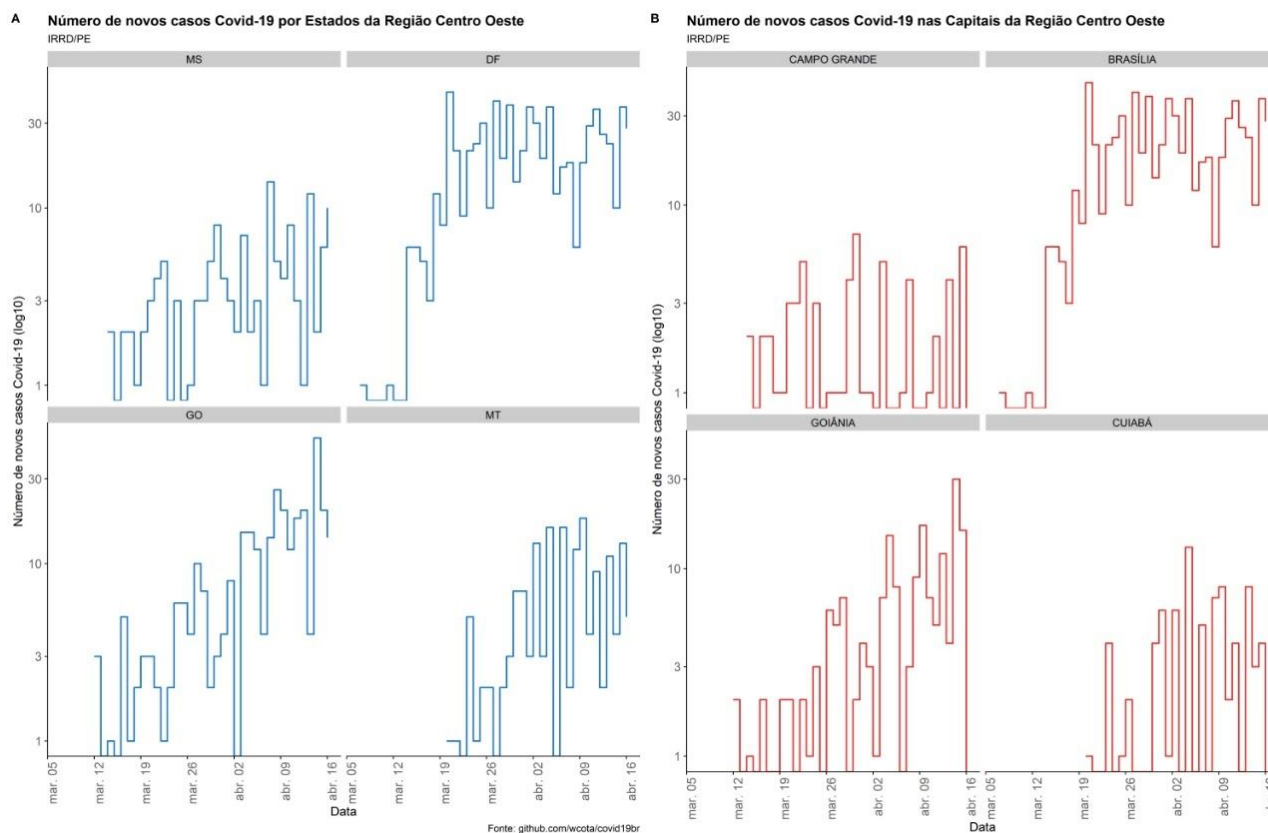 A
Número de novos casos Covid-19 por Estados da Região Centro Oeste
IRRD/PE
MS
DF
30
10
3
1
GO
MT
30
10
3
1
Número de novos casos Covid-19 (log10)
mar. 05
mar. 12
mar. 19
mar. 26
abr. 02
abr. 09
abr. 16
mar. 05
mar. 12
mar. 19
mar. 26
abr. 02
abr. 09
abr. 16
Data
Fonte: github.com/wcota/covid19br
B
Número de novos casos Covid-19 nas Capitais da Região Centro Oeste
IRRD/PE
CAMPO GRANDE
BRASÍLIA
30
10
3
1
GOIÂNIA
CUIABÁ
30
10
3
1
Número de novos casos Covid-19 (log10)
mar. 05
mar. 12
mar. 19
mar. 26
abr. 02
abr. 09
abr. 16
mar. 05
mar. 12
mar. 19
mar. 26
abr. 02
abr. 09
Data